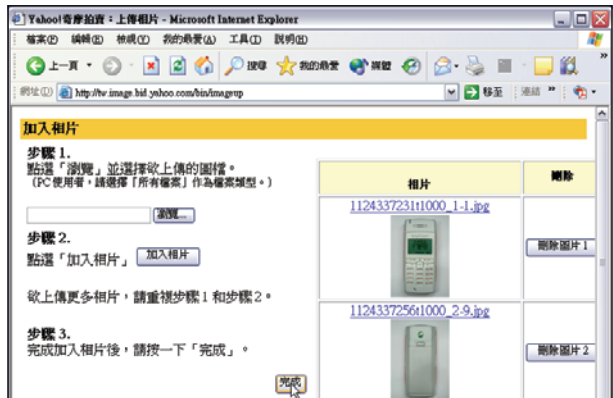 Yahoo!奇摩拍賣：上傳相片 - Microsoft Internet Explorer
檔案(F) 編輯(E) 檢視(V) 我的最愛(A) 工具(T) 說明(H)
上一頁 搜尋 我的最愛 媒體
網址(D) http://tw.image.bid.yahoo.com/bin/imageup 移至 連結
加入相片
步驟 1.
點選「瀏覽」並選擇欲上傳的圖檔。
（PC 使用者，請選擇「所有檔案」作為檔案類型。）
瀏覽...
步驟 2.
點選「加入相片」 加入相片
欲上傳更多相片，請重複步驟 1 和步驟 2。
步驟 3.
完成加入相片後，請按一下「完成」。
完成
相片 刪除
1124337231t1000_1-1.jpg
刪除圖片 1
1124337256t1000_2-9.jpg
刪除圖片 2